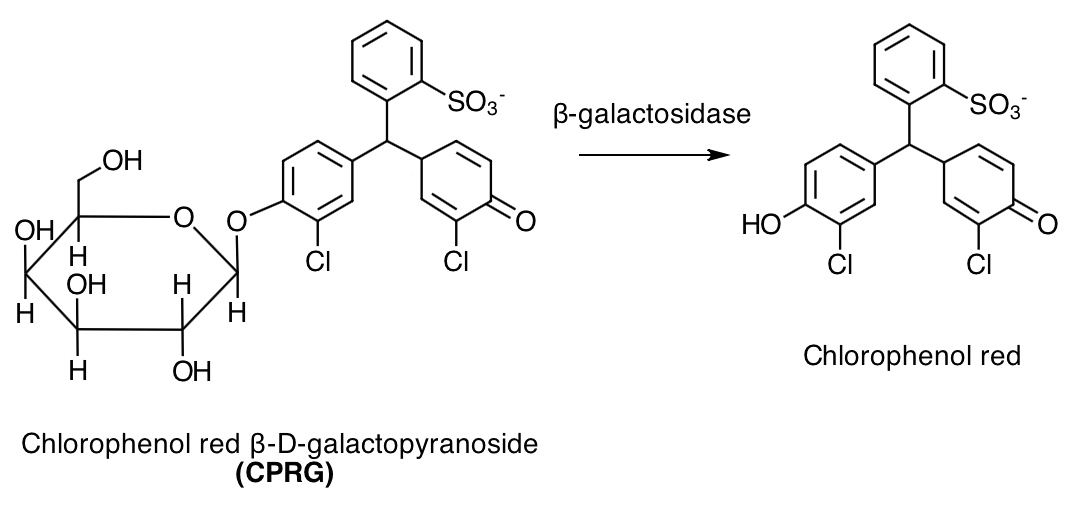 OH
O
OH
H
OH
H
H
H
H
OH
O
Cl
Cl
O
SO3-
β-galactosidase
HO
Cl
Cl
O
SO3-
Chlorophenol red
Chlorophenol red β-D-galactopyranoside
(CPRG)